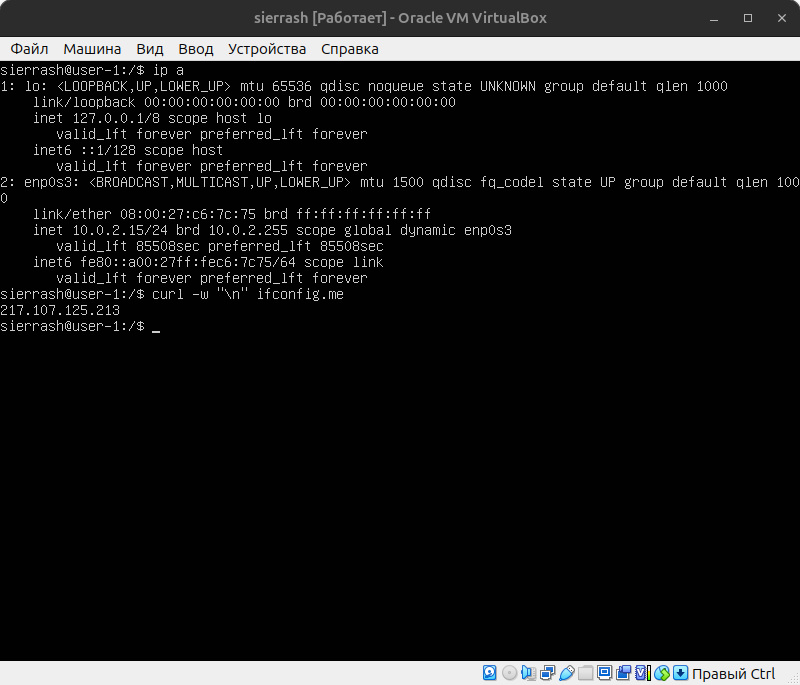 sierrash [Работает] - Oracle VM VirtualBox
Файл Машина Вид Ввод Устройства Справка
sierrash@user-1:/$ ip a
1: lo: <LOOPBACK,UP,LOWER_UP> mtu 65536 qdisc noqueue state UNKNOWN group default qlen 1000
    link/loopback 00:00:00:00:00:00 brd 00:00:00:00:00:00
    inet 127.0.0.1/8 scope host lo
       valid_lft forever preferred_lft forever
    inet6 ::1/128 scope host
       valid_lft forever preferred_lft forever
2: enp0s3: <BROADCAST,MULTICAST,UP,LOWER_UP> mtu 1500 qdisc fq_codel state UP group default qlen 100
0
    link/ether 08:00:27:c6:7c:75 brd ff:ff:ff:ff:ff:ff
    inet 10.0.2.15/24 brd 10.0.2.255 scope global dynamic enp0s3
       valid_lft 85508sec preferred_lft 85508sec
    inet6 fe80::a00:27ff:fec6:7c75/64 scope link
       valid_lft forever preferred_lft forever
sierrash@user-1:/$ curl -w "\n" ifconfig.me
217.107.125.213
sierrash@user-1:/$ _
Правый Ctrl